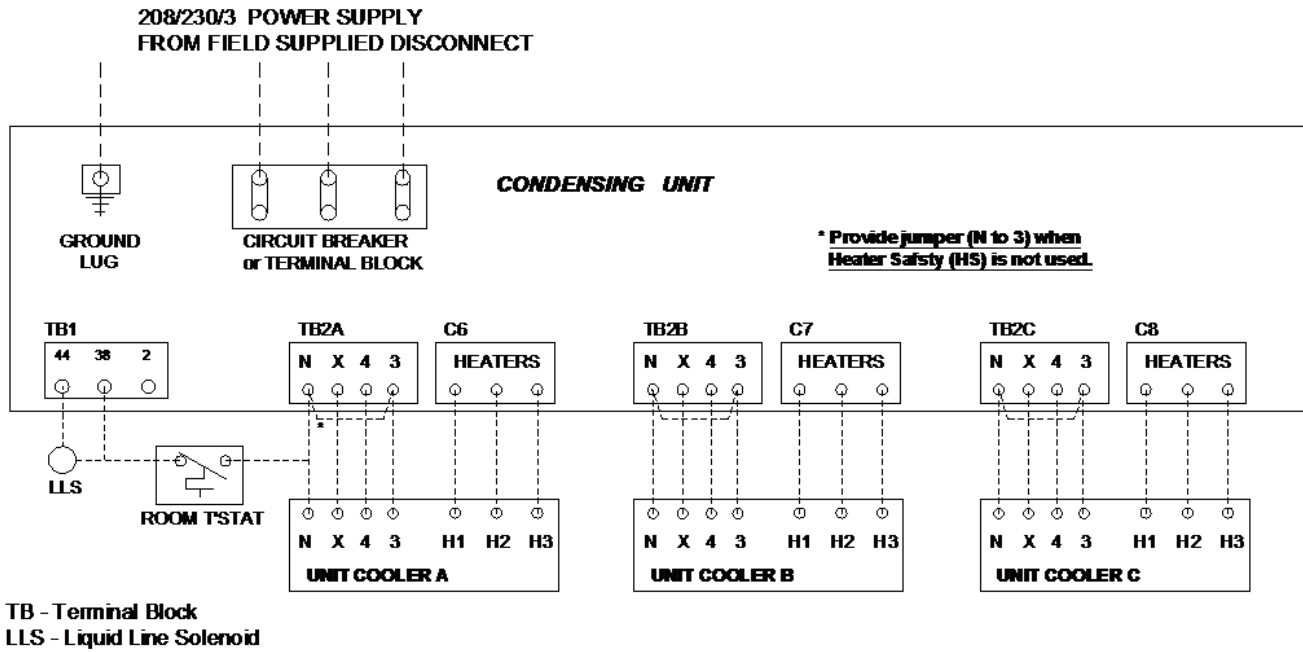 208/230/3 POWER SUPPLY
FROM FIELD SUPPLIED DISCONNECT
CONDENSING UNIT
GROUND
LUG
CIRCUIT BREAKER
or TERMINAL BLOCK
* Provide jumper (N to 3) when
Heater Safsty (HS) is not used.
TB1
44 38 2
TB2A
N X 4 3
C6
HEATERS
TB2B
N X 4 3
C7
HEATERS
TB2C
N X 4 3
C8
HEATERS
*
LLS
ROOM T'STAT
N X 4 3 H1 H2 H3
UNIT COOLER A
N X 4 3 H1 H2 H3
UNIT COOLER B
N X 4 3 H1 H2 H3
UNIT COOLER C
TB - Terminal Block
LLS - Liquid Line Solenoid